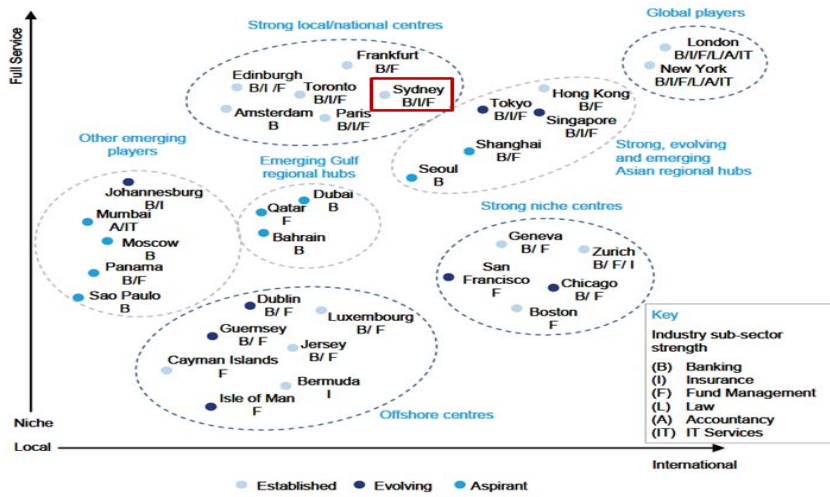 Full Service
Strong local/national centres
Global players
London
B/I/F/L/A/IT
New York
B/I/F/L/A/IT
Frankfurt
B/F
Edinburgh
B/I /F
Toronto
B/I/F
Sydney
B/I/F
Amsterdam
B
Paris
B/I/F
Hong Kong
B/F
Tokyo
B/I/F
Singapore
B/I/F
Shanghai
B/F
Seoul
B
Strong, evolving
and emerging
Asian regional hubs
Other emerging
players
Johannesburg
B/I
Mumbai
A/IT
Moscow
B
Panama
B/F
Sao Paulo
B
Emerging Gulf
regional hubs
Dubai
B
Qatar
F
Bahrain
B
Strong niche centres
Geneva
B/ F
Zurich
B/ F/ I
San
Francisco
F
Chicago
B/ F
Boston
F
Dublin
B/ F
Luxembourg
B/ F
Guernsey
B/ F
Jersey
B/ F
Cayman Islands
F
Bermuda
I
Isle of Man
F
Offshore centres
Key
Industry sub-sector
strength
(B) Banking
(I) Insurance
(F) Fund Management
(L) Law
(A) Accountancy
(IT) IT Services
Niche
Local
International
Established
Evolving
Aspirant